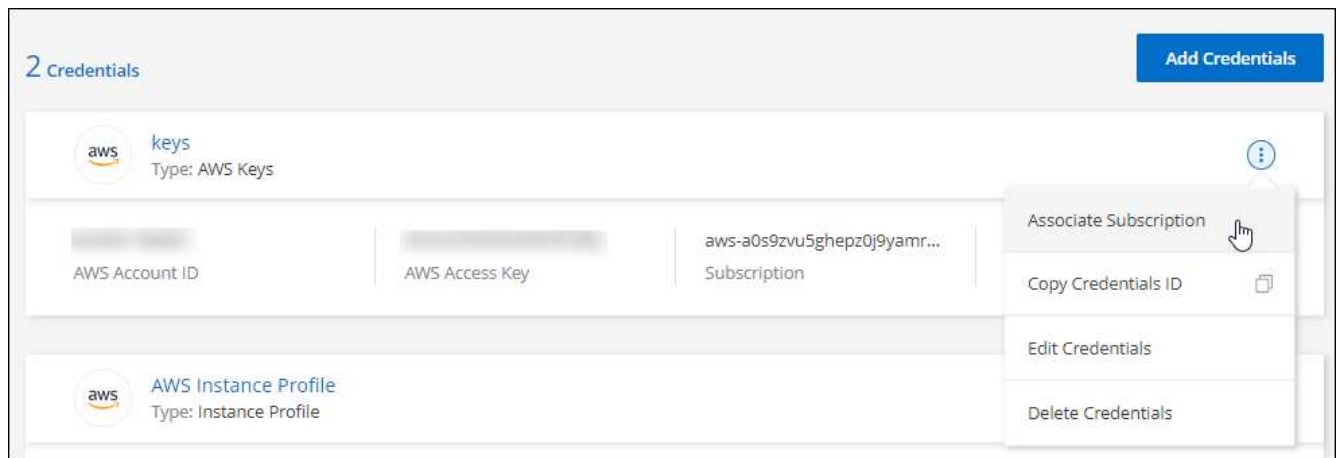 2 Credentials
Add Credentials
aws
keys
Type: AWS Keys
Associate Subscription
aws-a0s9zvu5ghepz0j9yamr...
AWS Account ID
AWS Access Key
Subscription
Copy Credentials ID
Edit Credentials
aws
AWS Instance Profile
Type: Instance Profile
Delete Credentials